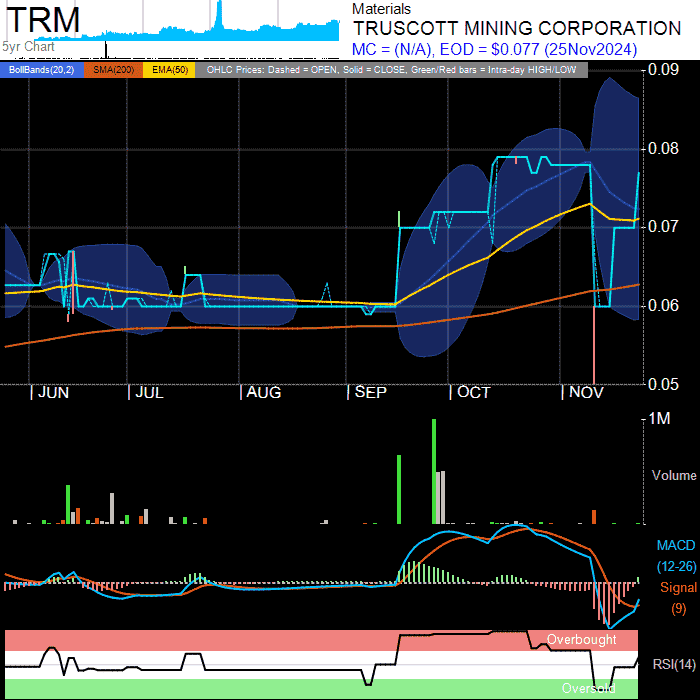 TRM
5yr Chart
Materials
TRUSCOTT MINING CORPORATION
MC = (N/A), EOD = $0.077 (25Nov2024)
BollBands(20,2) SMA(200) EMA(50) OHLC Prices: Dashed = OPEN, Solid = CLOSE, Green/Red bars = Intra-day HIGH/LOW
0.09
0.08
0.07
0.06
0.05
JUN JUL AUG SEP OCT NOV
1M
Volume
MACD
(12-26)
Signal
(9)
Overbought
RSI(14)
Oversold